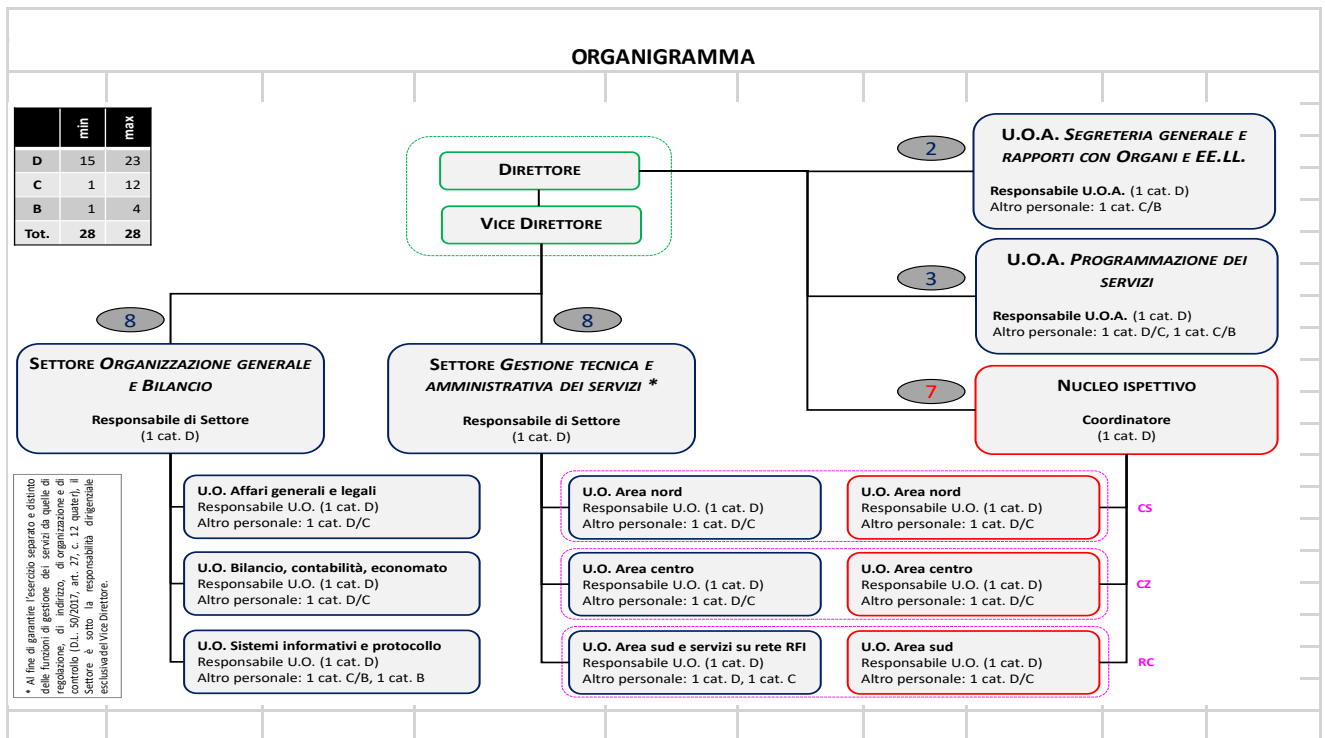 ORGANIGRAMMA
min max
D 15 23
C 1 12
B 1 4
Tot. 28 28
DIRETTORE
VICE DIRETTORE
2
U.O.A. SEGRETERIA GENERALE E
RAPPORTI CON ORGANI E EE.LL.
Responsabile U.O.A. (1 cat. D)
Altro personale: 1 cat. C/B
3
U.O.A. PROGRAMMAZIONE DEI
SERVIZI
Responsabile U.O.A. (1 cat. D)
Altro personale: 1 cat. D/C, 1 cat. C/B
8
SETTORE ORGANIZZAZIONE GENERALE
E BILANCIO
Responsabile di Settore
(1 cat. D)
8
SETTORE GESTIONE TECNICA E
AMMINISTRATIVA DEI SERVIZI *
Responsabile di Settore
(1 cat. D)
7
NUCLEO ISPETTIVO
Coordinatore
(1 cat. D)
U.O. Affari generali e legali
Responsabile U.O. (1 cat. D)
Altro personale: 1 cat. D/C
U.O. Bilancio, contabilità, economato
Responsabile U.O. (1 cat. D)
Altro personale: 1 cat. D/C
U.O. Sistemi informativi e protocollo
Responsabile U.O. (1 cat. D)
Altro personale: 1 cat. C/B, 1 cat. B
U.O. Area nord
Responsabile U.O. (1 cat. D)
Altro personale: 1 cat. D/C
U.O. Area nord
Responsabile U.O. (1 cat. D)
Altro personale: 1 cat. D/C
CS
U.O. Area centro
Responsabile U.O. (1 cat. D)
Altro personale: 1 cat. D/C
U.O. Area centro
Responsabile U.O. (1 cat. D)
Altro personale: 1 cat. D/C
CZ
U.O. Area sud e servizi su rete RFI
Responsabile U.O. (1 cat. D)
Altro personale: 1 cat. D, 1 cat. C
U.O. Area sud
Responsabile U.O. (1 cat. D)
Altro personale: 1 cat. D/C
RC
* Al fine di garantire l'esercizio separato e distinto
delle funzioni di gestione dei servizi da quelle di
regolazione, di indirizzo, di organizzazione e di
controllo (D.L. 50/2017, art. 27, c. 12 quater), il
Settore è sotto la responsabilità dirigenziale
esclusiva del Vice Direttore.